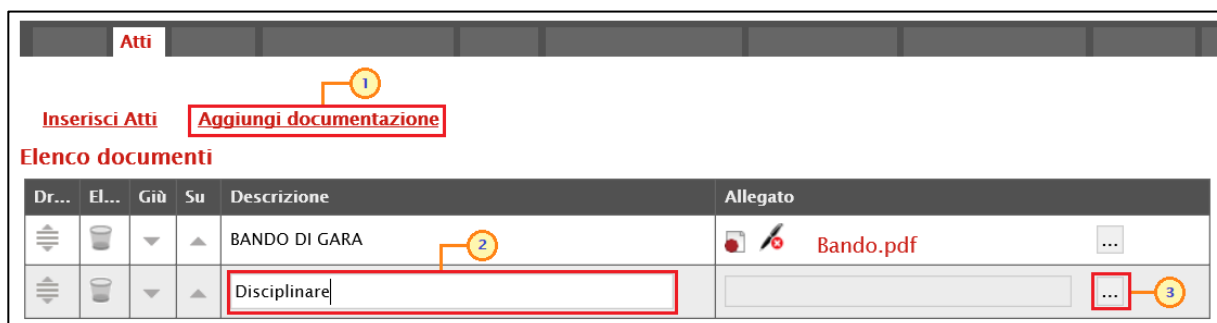 Atti
1
Inserisci Atti Aggiungi documentazione
Elenco documenti
Dr... El... Giù Su Descrizione Allegato
BANDO DI GARA 2 Bando.pdf ...
Disciplinare ... 3